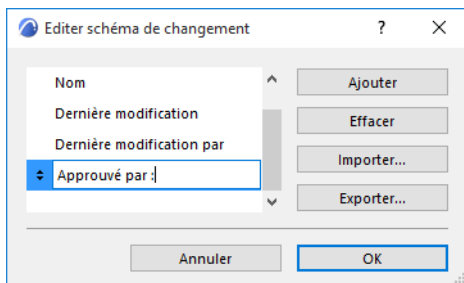 Editer schéma de changement
?
Nom
Dernière modification
Dernière modification par
Approuvé par :
Ajouter
Effacer
Importer...
Exporter...
Annuler
OK